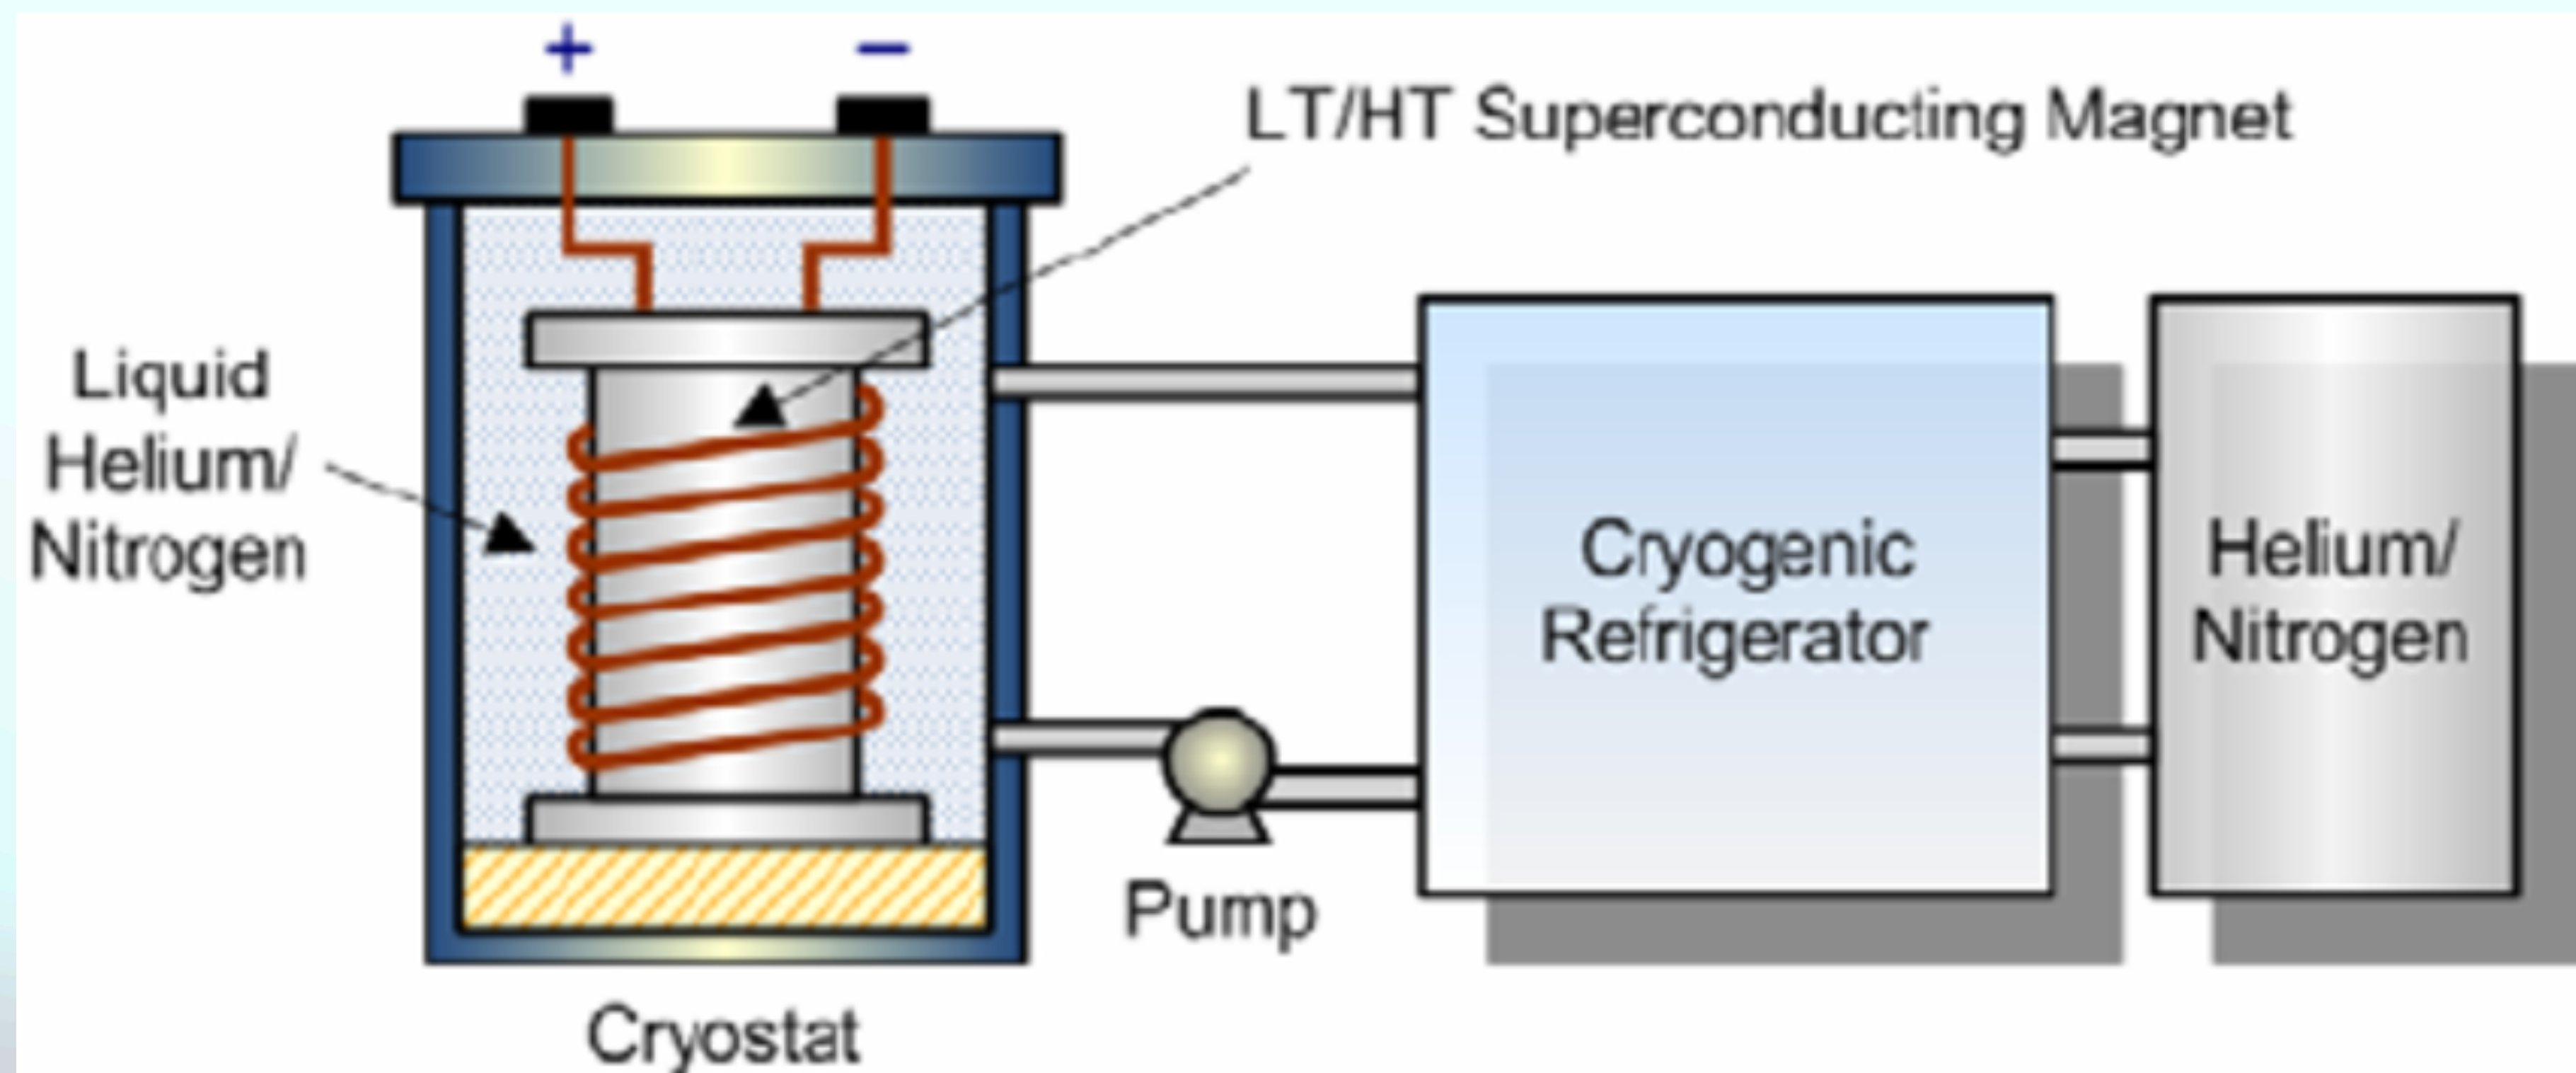 + −
LT/HT Superconducting Magnet
Liquid
Helium/
Nitrogen
Cryogenic
Refrigerator
Helium/
Nitrogen
Pump
Cryostat